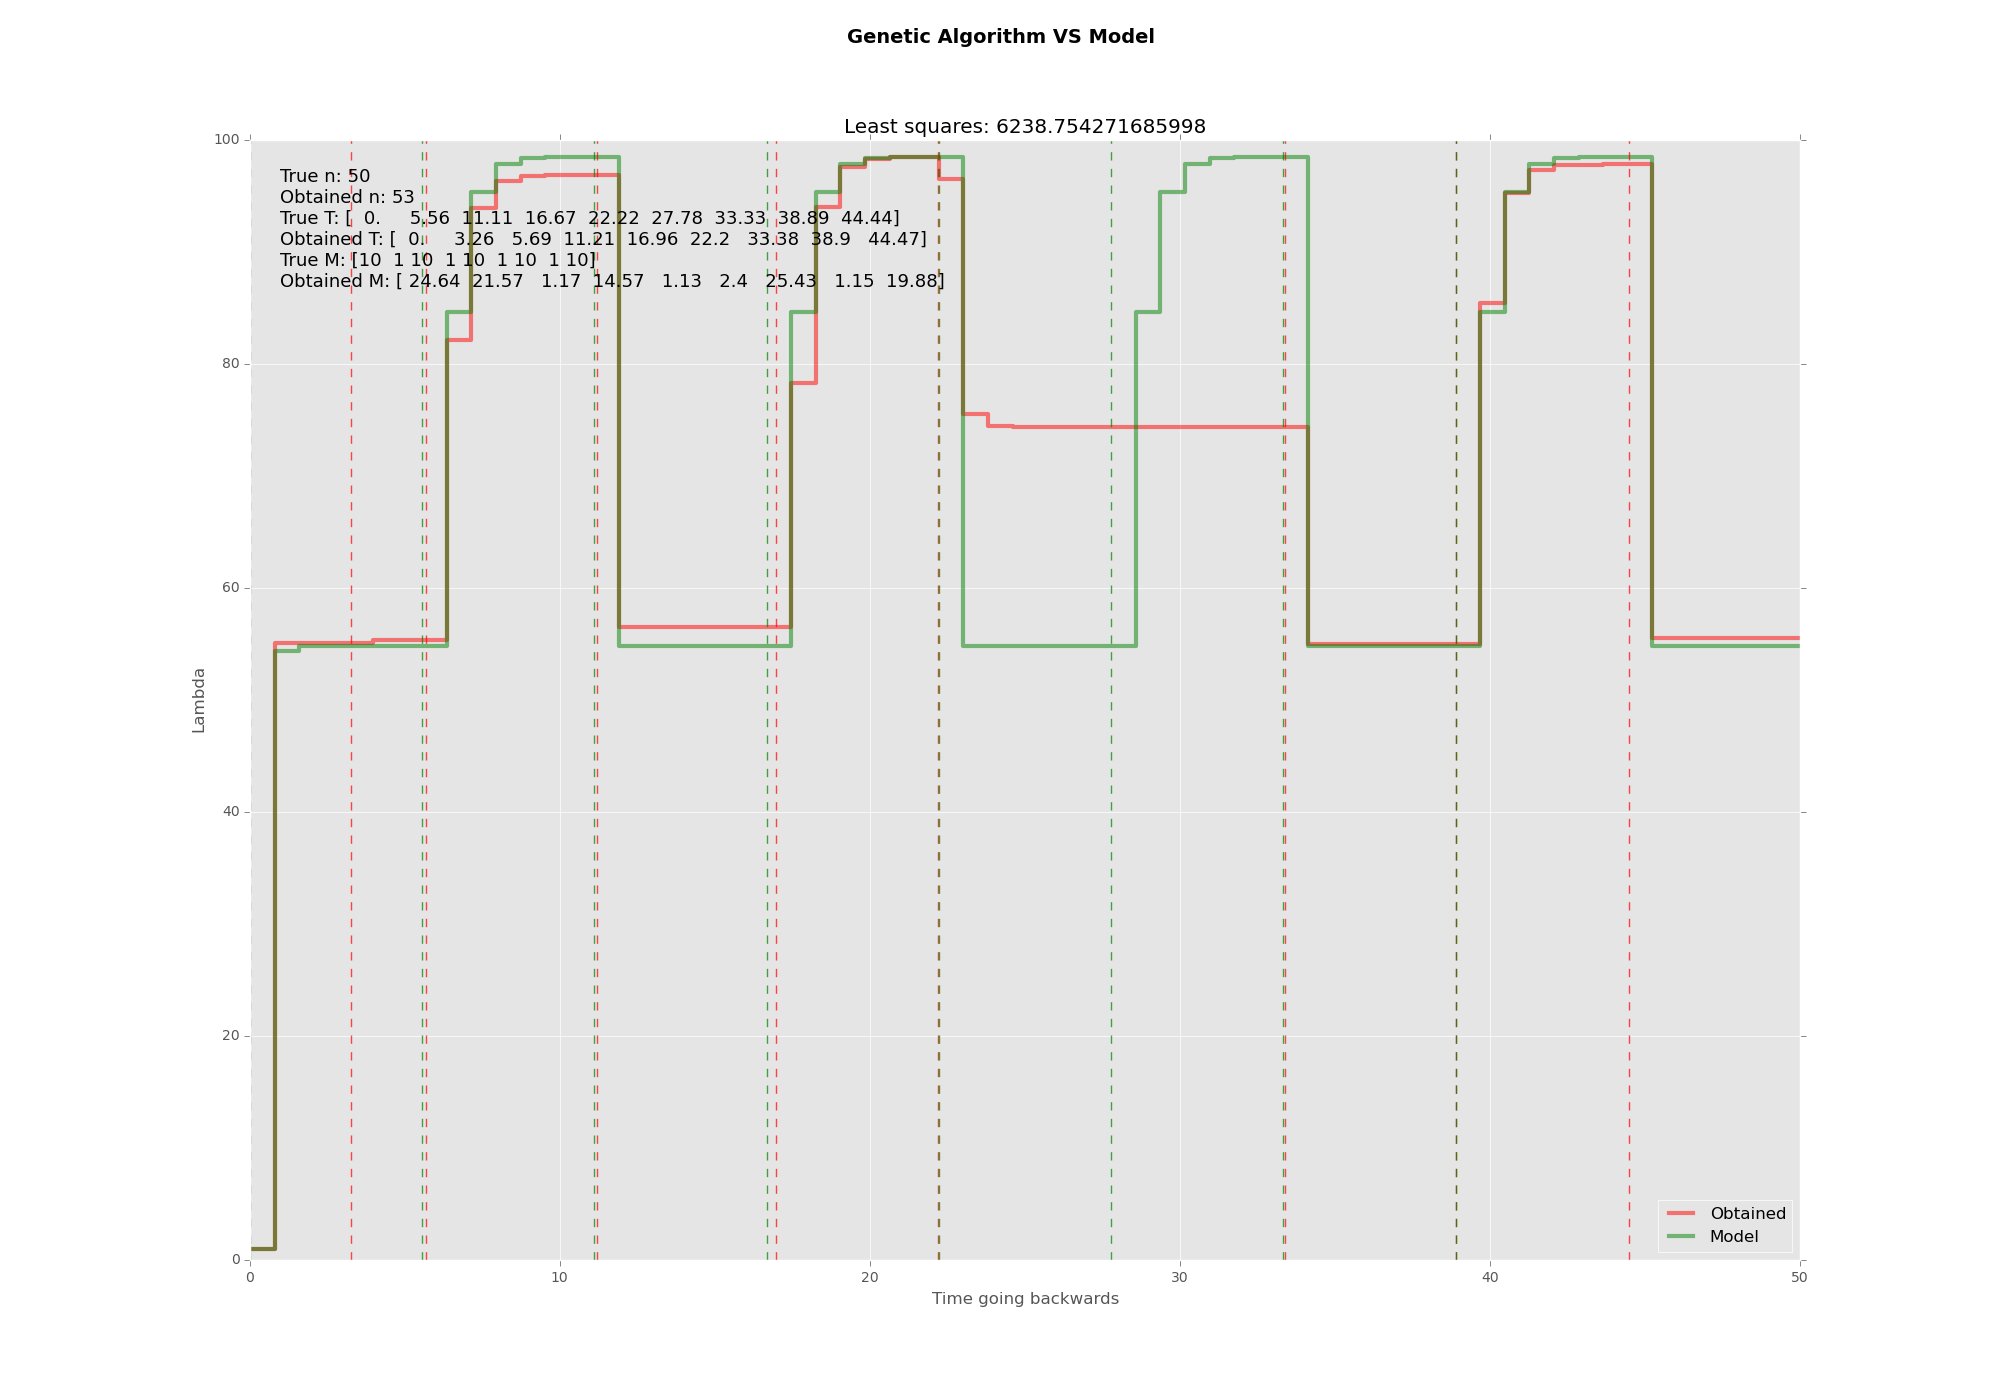 Genetic Algorithm VS Model
Least squares: 6238.754271685998
100
80
60
40
20
0
Lambda
True n: 50
Obtained n: 53
True T: [ 0. 5.56 11.11 16.67 22.22 27.78 33.33 38.89 44.44]
Obtained T: [ 0. 3.26 5.69 11.21 16.96 22.2 33.38 38.9 44.47]
True M: [10 1 10 1 10 1 10 1 10]
Obtained M: [ 24.64 21.57 1.17 14.57 1.13 2.4 25.43 1.15 19.88]
Obtained
Model
0 10 20 30 40 50
Time going backwards